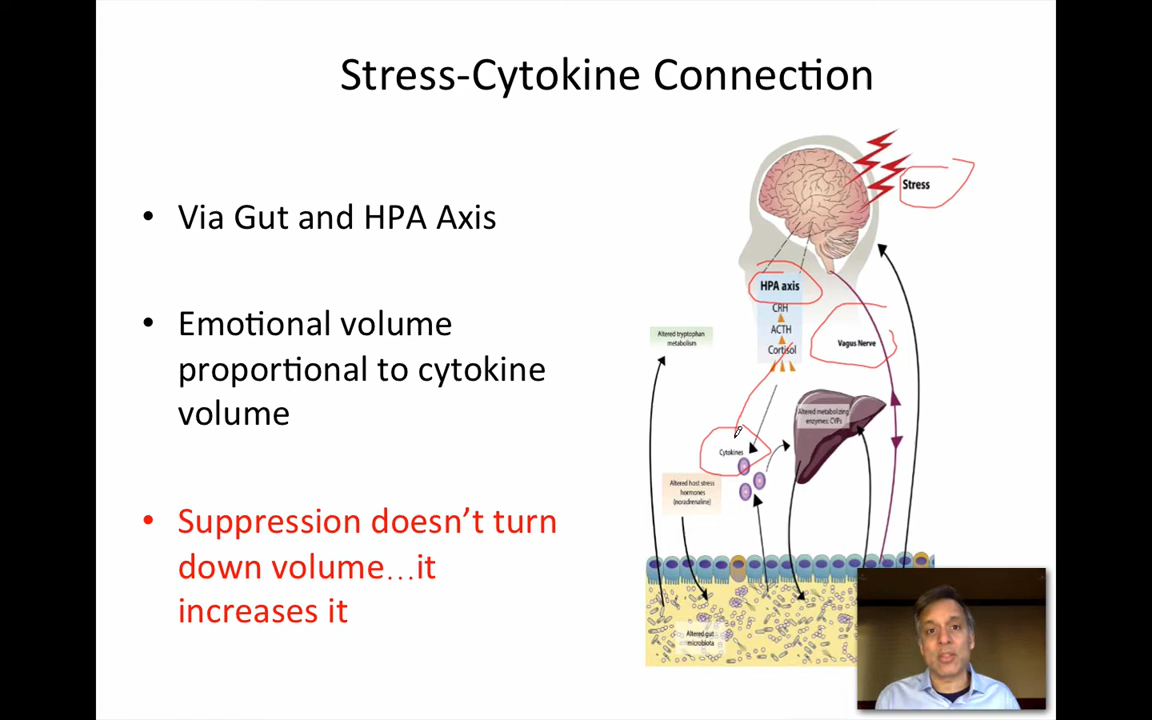 Stress-Cytokine Connection
• Via Gut and HPA Axis
• Emotional volume
proportional to cytokine
volume
• Suppression doesn’t turn
down volume…it
increases it
Stress
HPA axis
CRH
ACTH
Cortisol
Vagus Nerve
Altered tryptophan
metabolism
Altered metabolizing
enzymes: CYPs
Cytokines
Altered host stress
hormones
(noradrenaline)
Altered gut
microbiota